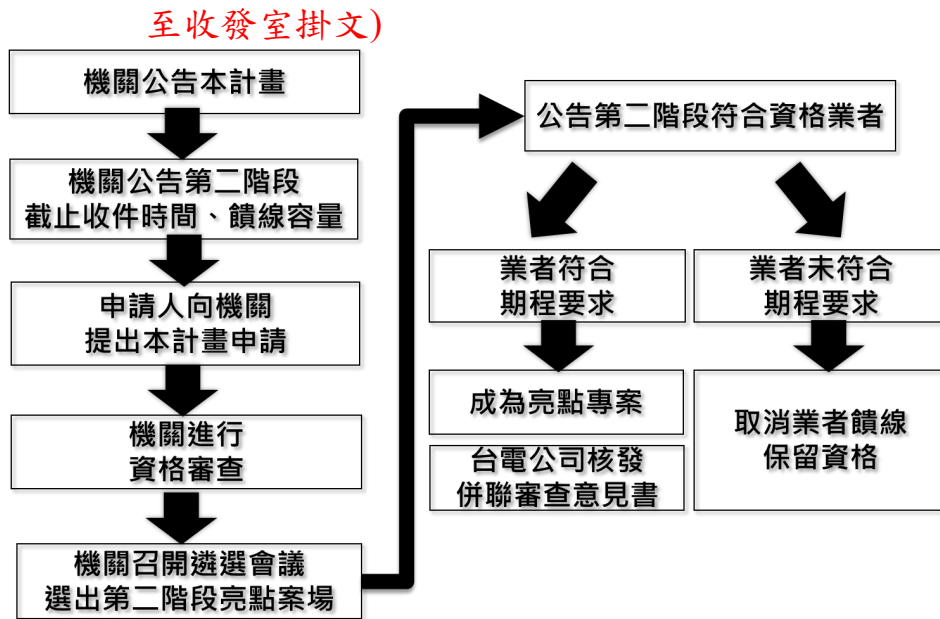 至收發室掛文)
機關公告本計畫
機關公告第二階段
截止收件時間、饋線容量
申請人向機關
提出本計畫申請
機關進行
資格審查
機關召開遴選會議
選出第二階段亮點案場
公告第二階段符合資格業者
業者符合
期程要求
成為亮點專案
台電公司核發
併聯審查意見書
業者未符合
期程要求
取消業者饋線
保留資格